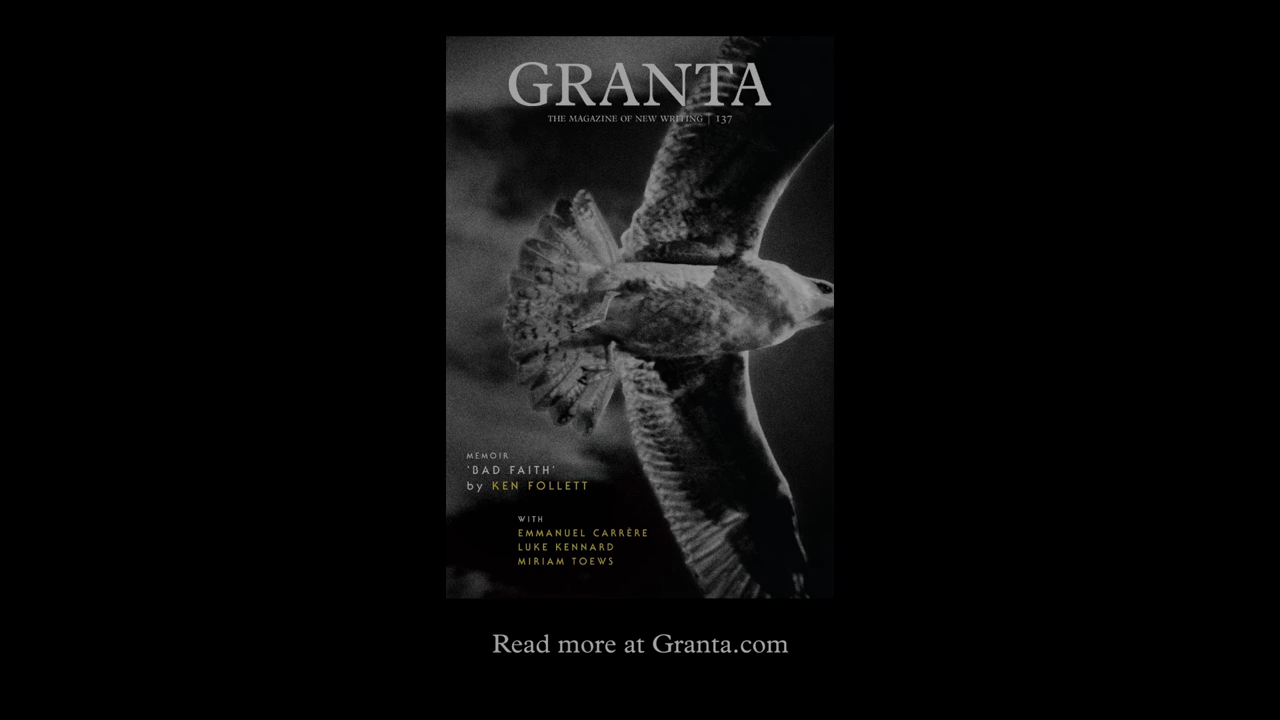 GRANTA
THE MAGAZINE OF NEW WRITING | 137
MEMOIR
'BAD FAITH'
by KEN FOLLETT
WITH
EMMANUEL CARRÈRE
LUKE KENNARD
MIRIAM TOEWS
Read more at Granta.com